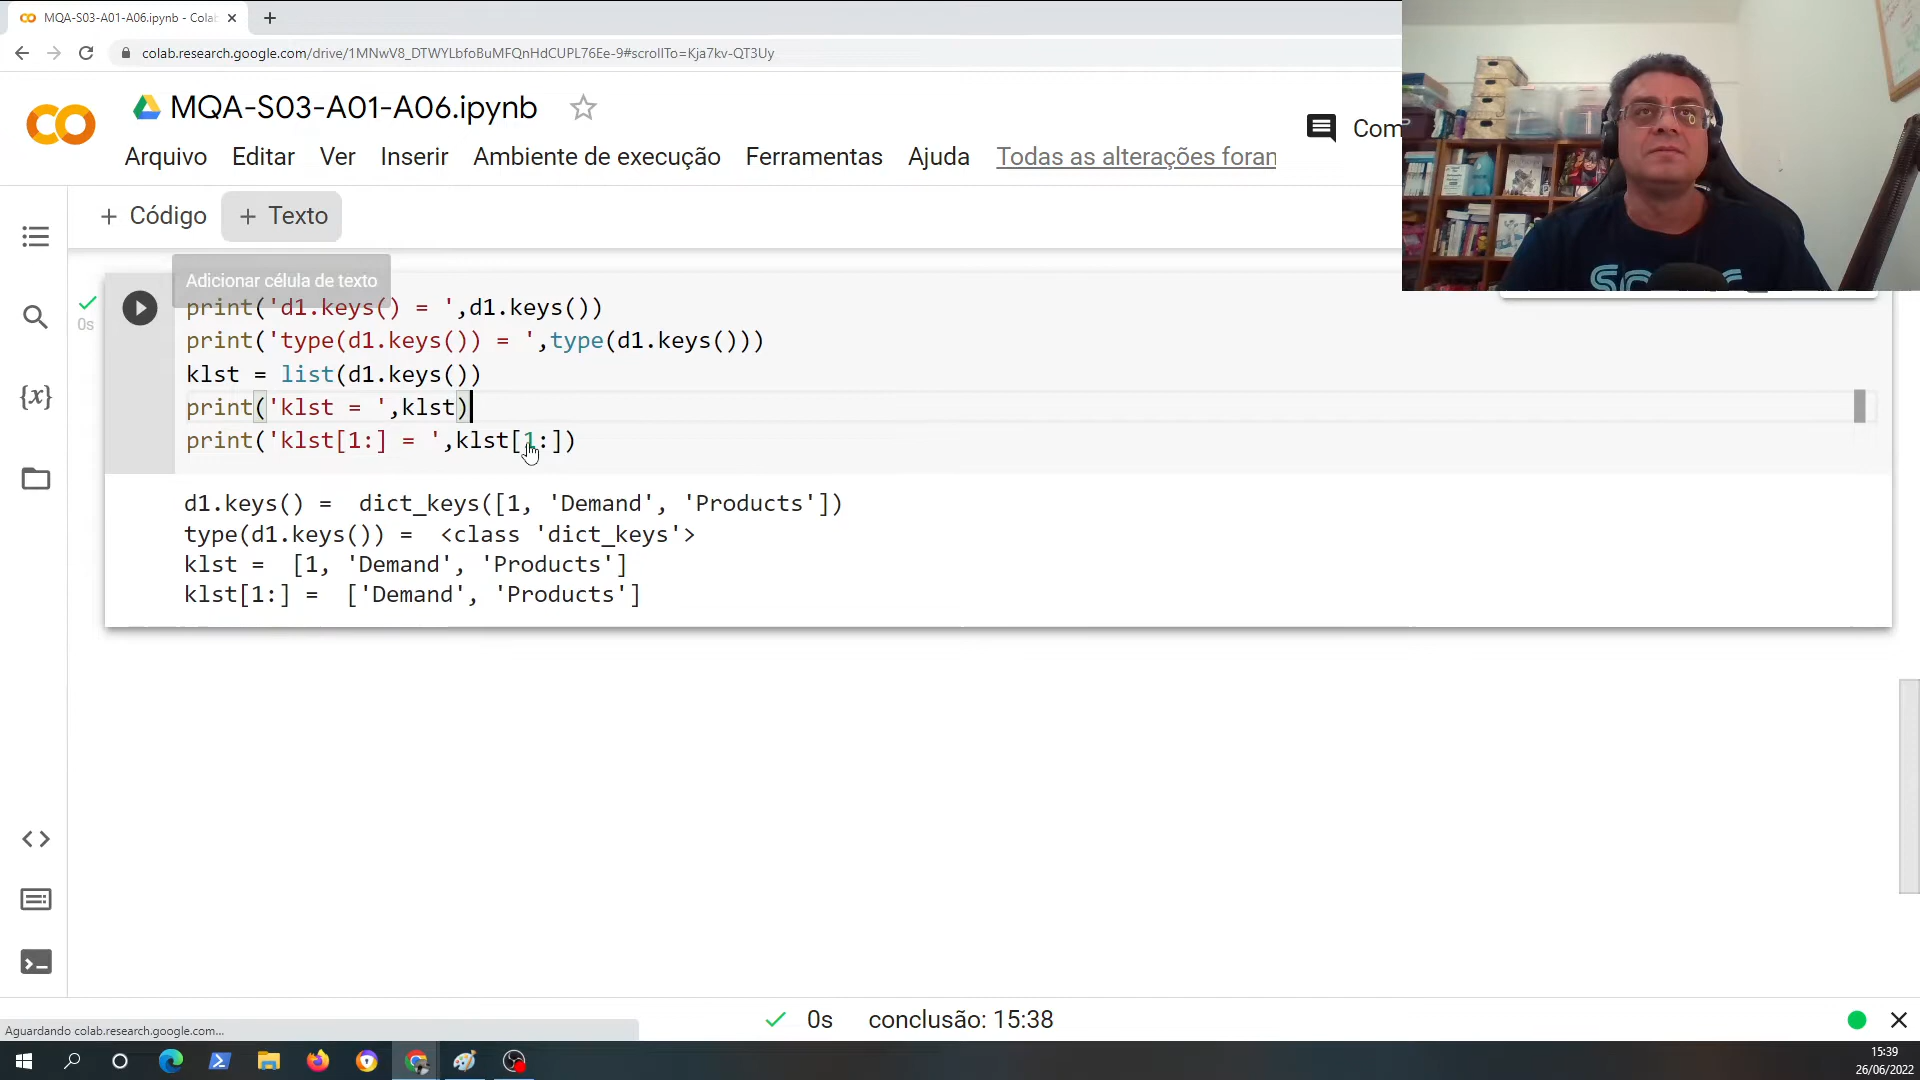 MQA-S03-A01-A06.ipynb - Cola
colab.research.google.com/drive/1MNwV8_DTWYLbfoBuMFQnHdCUPL76Ee-9#scrollTo=Kja7kv-QT3Uy
MQA-S03-A01-A06.ipynb
Com
Arquivo Editar Ver Inserir Ambiente de execução Ferramentas Ajuda Todas as alterações foran
+ Código + Texto
Adicionar célula de texto
print('d1.keys() = ',d1.keys())
0s
print('type(d1.keys()) = ',type(d1.keys()))
klst = list(d1.keys())
print('klst = ',klst)
print('klst[1:] = ',klst[1:])
d1.keys() =  dict_keys([1, 'Demand', 'Products'])
type(d1.keys()) =  <class 'dict_keys'>
klst =  [1, 'Demand', 'Products']
klst[1:] =  ['Demand', 'Products']
0s conclusão: 15:38
Aguardando colab.research.google.com...
15:39
26/06/2022